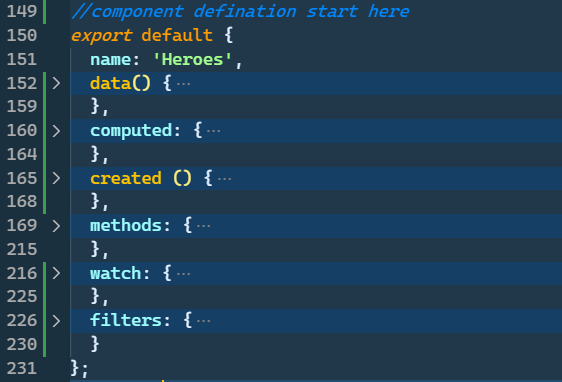 149 //component defination start here
150 export default {
151 name: 'Heroes',
152 data() { ···
159 },
160 computed: { ···
164 },
165 created () { ···
168 },
169 methods: { ···
215 },
216 watch: { ···
225 },
226 filters: { ···
230 }
231 };